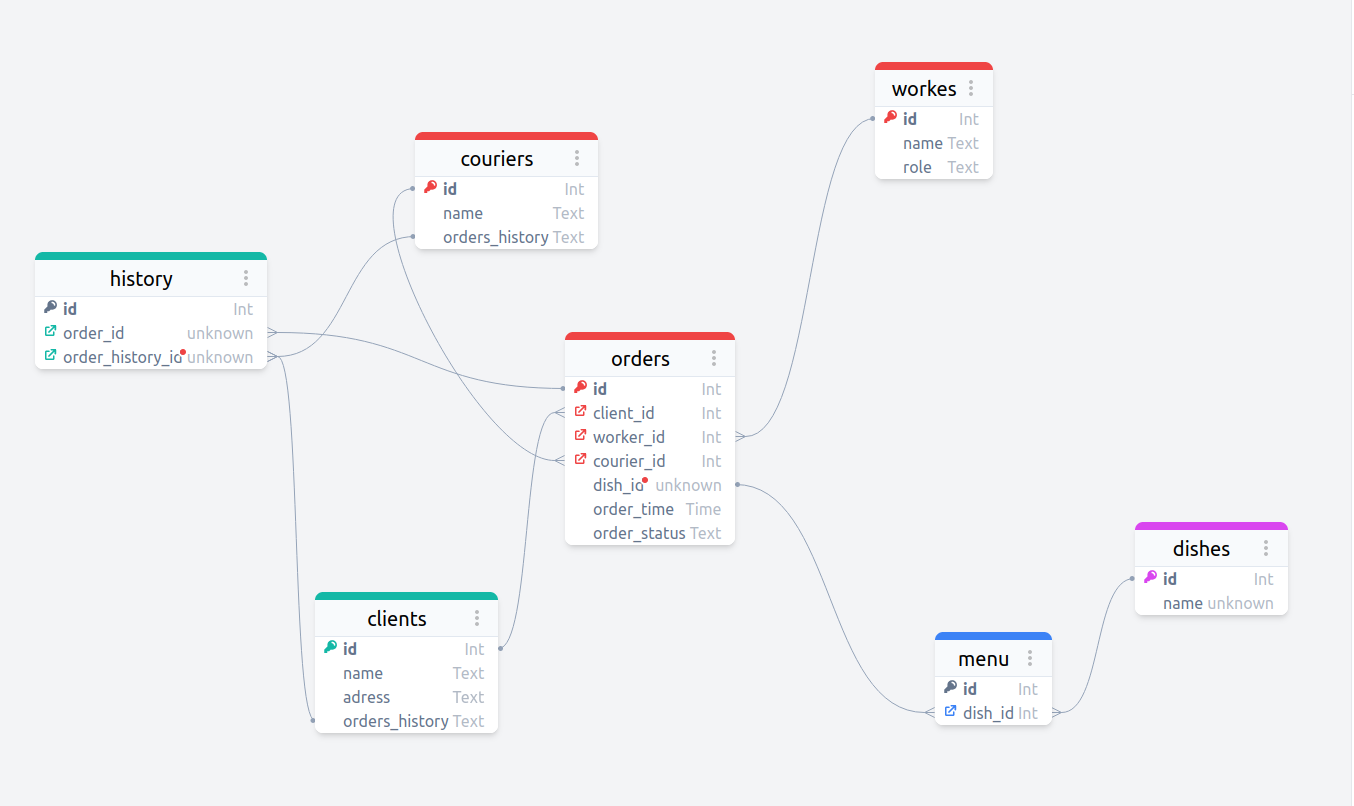 workes
id Int
name Text
role Text
couriers
id Int
name Text
orders_history Text
history
id Int
order_id unknown
order_history_id unknown
orders
id Int
client_id Int
worker_id Int
courier_id Int
dish_id unknown
order_time Time
order_status Text
clients
id Int
name Text
adress Text
orders_history Text
dishes
id Int
name unknown
menu
id Int
dish_id Int